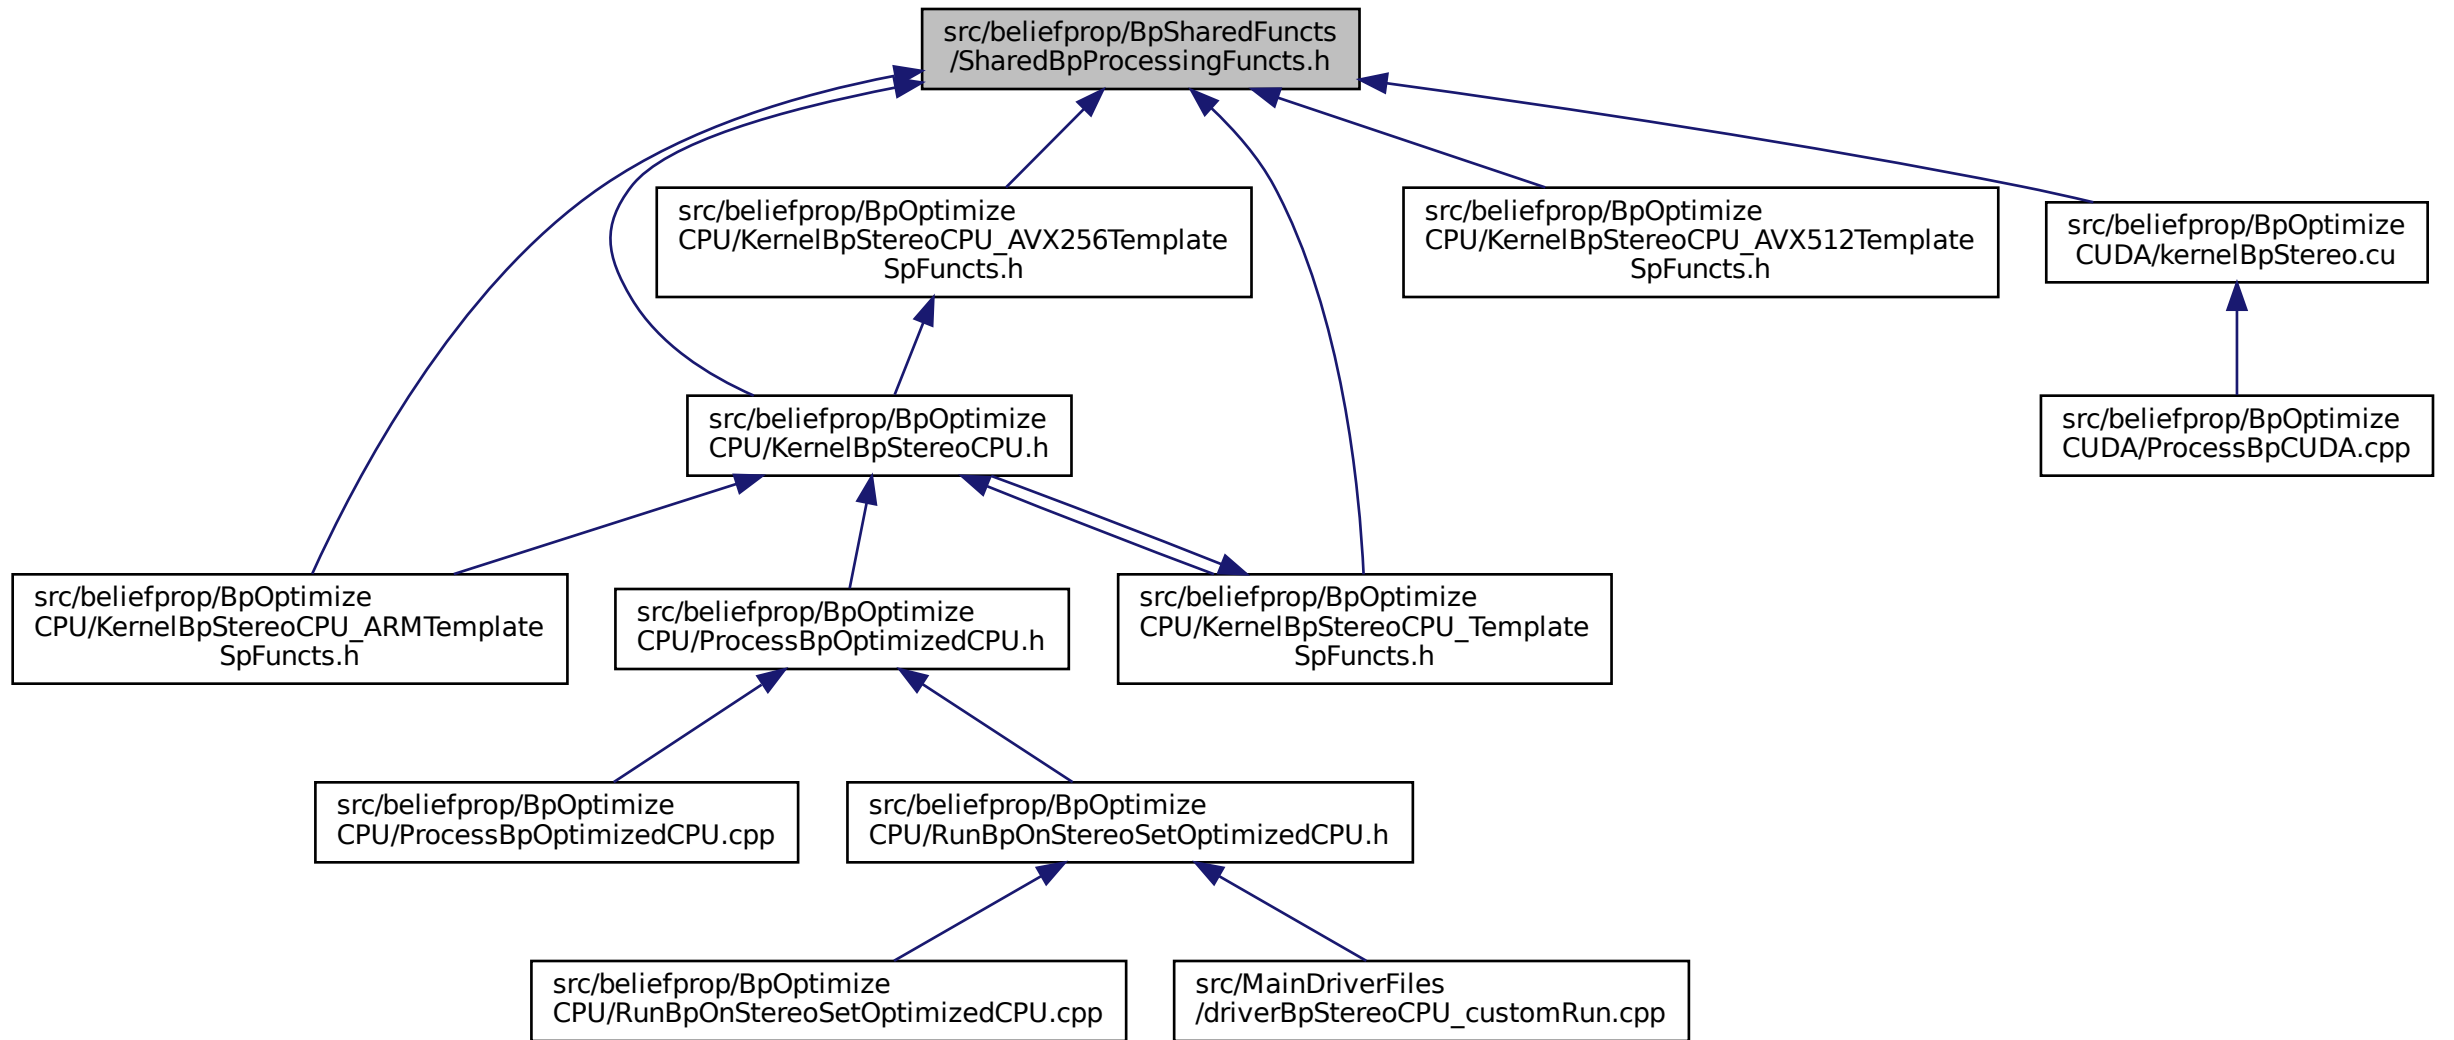 src/beliefprop/BpSharedFuncts
/SharedBpProcessingFuncts.h
src/beliefprop/BpOptimize
CPU/KernelBpStereoCPU_AVX256Template
SpFuncts.h
src/beliefprop/BpOptimize
CPU/KernelBpStereoCPU_AVX512Template
SpFuncts.h
src/beliefprop/BpOptimize
CUDA/kernelBpStereo.cu
src/beliefprop/BpOptimize
CPU/KernelBpStereoCPU.h
src/beliefprop/BpOptimize
CUDA/ProcessBpCUDA.cpp
src/beliefprop/BpOptimize
CPU/KernelBpStereoCPU_ARMTemplate
SpFuncts.h
src/beliefprop/BpOptimize
CPU/ProcessBpOptimizedCPU.h
src/beliefprop/BpOptimize
CPU/KernelBpStereoCPU_Template
SpFuncts.h
src/beliefprop/BpOptimize
CPU/ProcessBpOptimizedCPU.cpp
src/beliefprop/BpOptimize
CPU/RunBpOnStereoSetOptimizedCPU.h
src/beliefprop/BpOptimize
CPU/RunBpOnStereoSetOptimizedCPU.cpp
src/MainDriverFiles
/driverBpStereoCPU_customRun.cpp